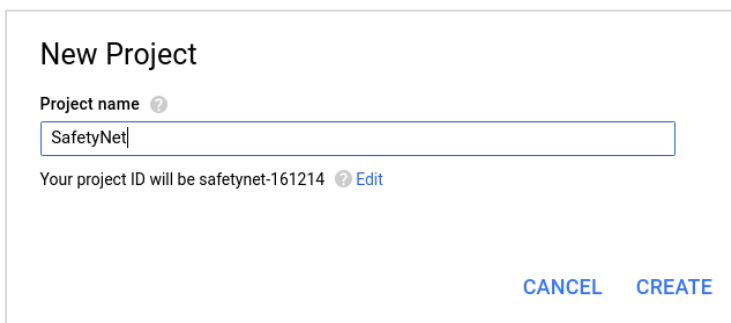 New Project
Project name ?
SafetyNet
Your project ID will be safetynet-161214 ? Edit
CANCEL CREATE